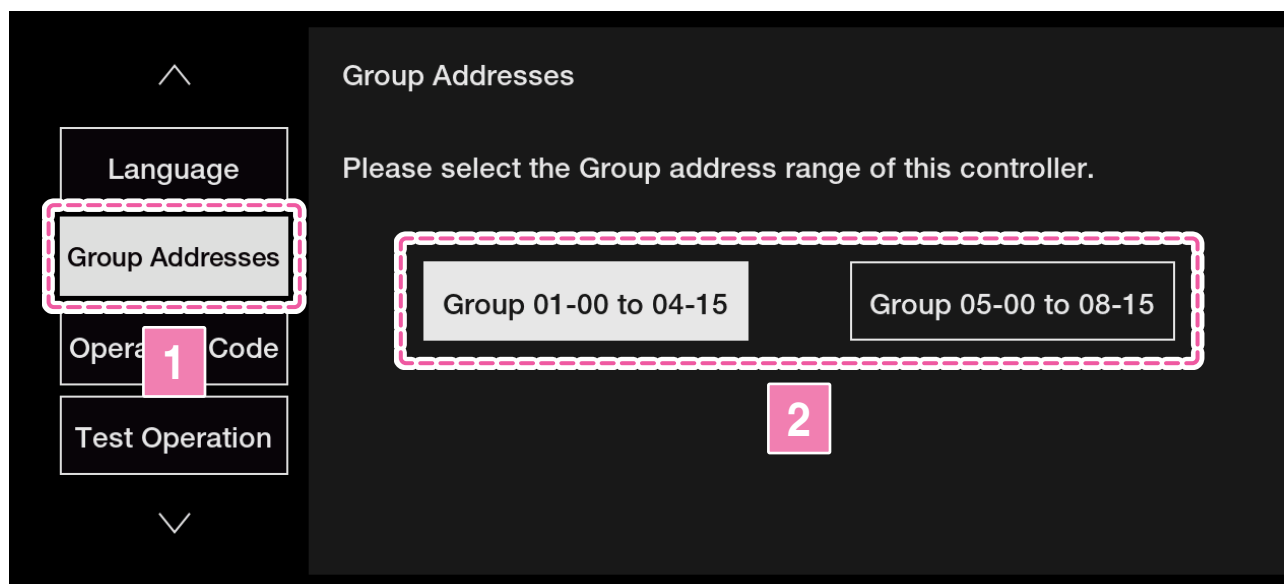 Group Addresses
Please select the Group address range of this controller.
Language
Group Addresses
Opera Code
1
Test Operation
Group 01-00 to 04-15
Group 05-00 to 08-15
2